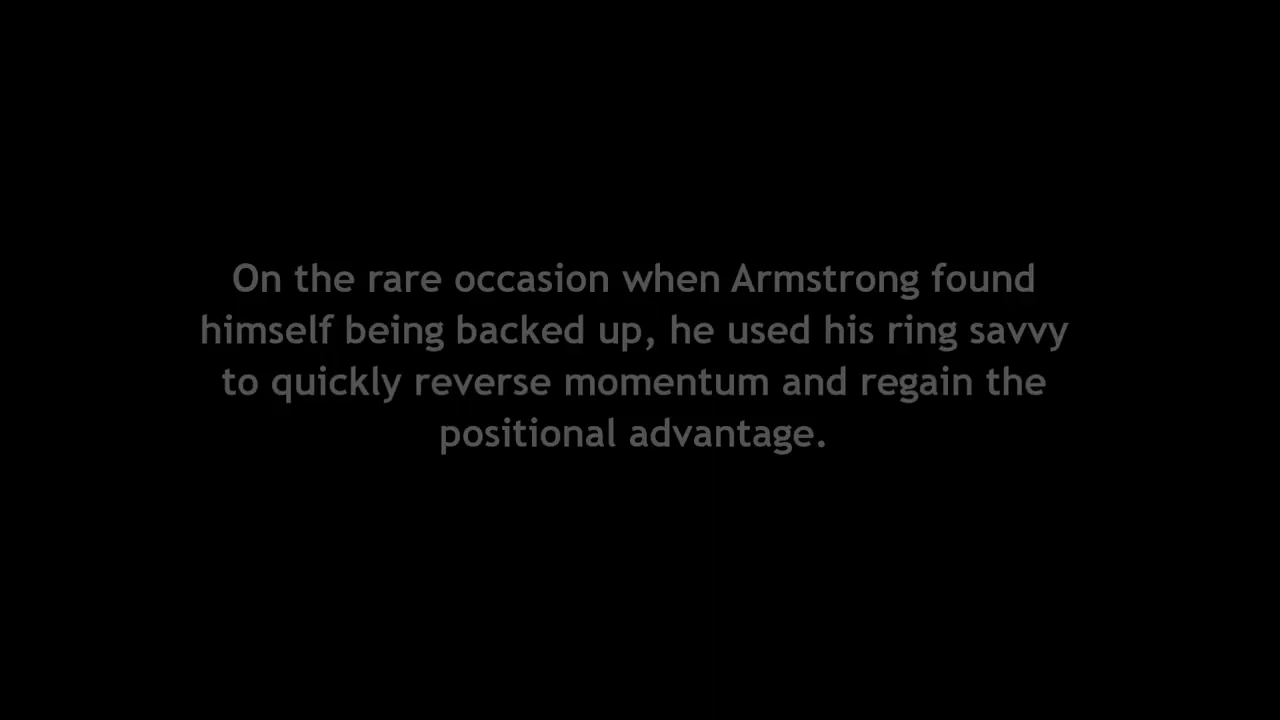 On the rare occasion when Armstrong found
himself being backed up, he used his ring savvy
to quickly reverse momentum and regain the
positional advantage.